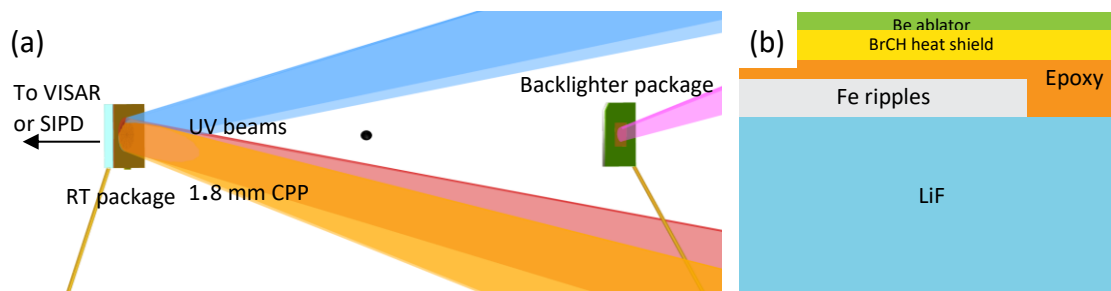 (a)
To VISAR
or SIPD
UV beams
Backlighter package
RT package
1.8 mm CPP
(b)
Be ablator
BrCH heat shield
Epoxy
Fe ripples
LiF